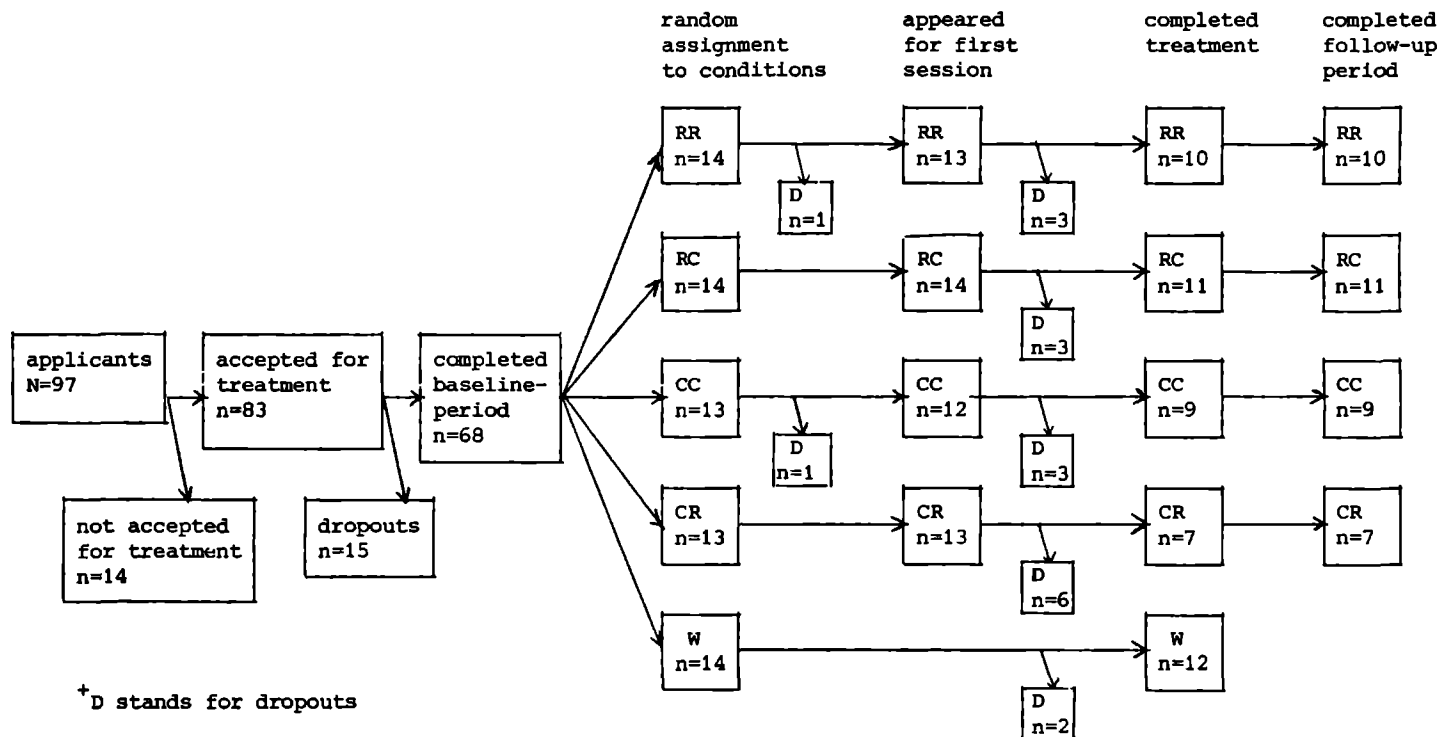 random
assignment
to conditions
appeared
for first
session
completed
treatment
completed
follow-up
period
RR
n=14
D
n=1
RR
n=13
D
n=3
RR
n=10
RR
n=10
RC
n=14
RC
n=14
D
n=3
RC
n=11
RC
n=11
applicants
N=97
accepted for
treatment
n=83
completed
baseline-
period
n=68
not accepted
for treatment
n=14
dropouts
n=15
CC
n=13
D
n=1
CC
n=12
D
n=3
CC
n=9
CC
n=9
CR
n=13
CR
n=13
D
n=6
CR
n=7
CR
n=7
W
n=14
D
n=2
W
n=12
+D stands for dropouts